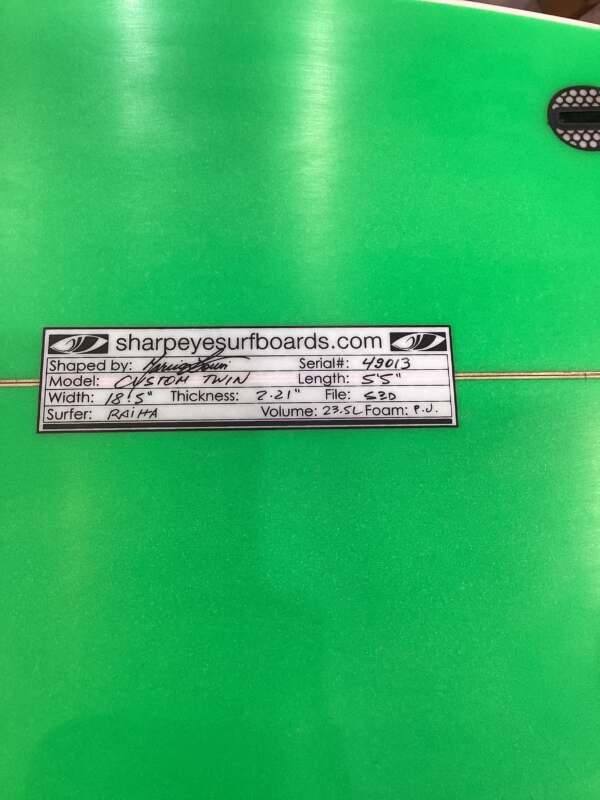 sharpeyesurfboards.com
Shaped by: Serial#: 49013
Model: CUSTOM TWIN Length: 5'5"
Width: 18.5" Thickness: 2.21" File: S3D
Surfer: RAIHA Volume: 23.5L Foam: P.U.